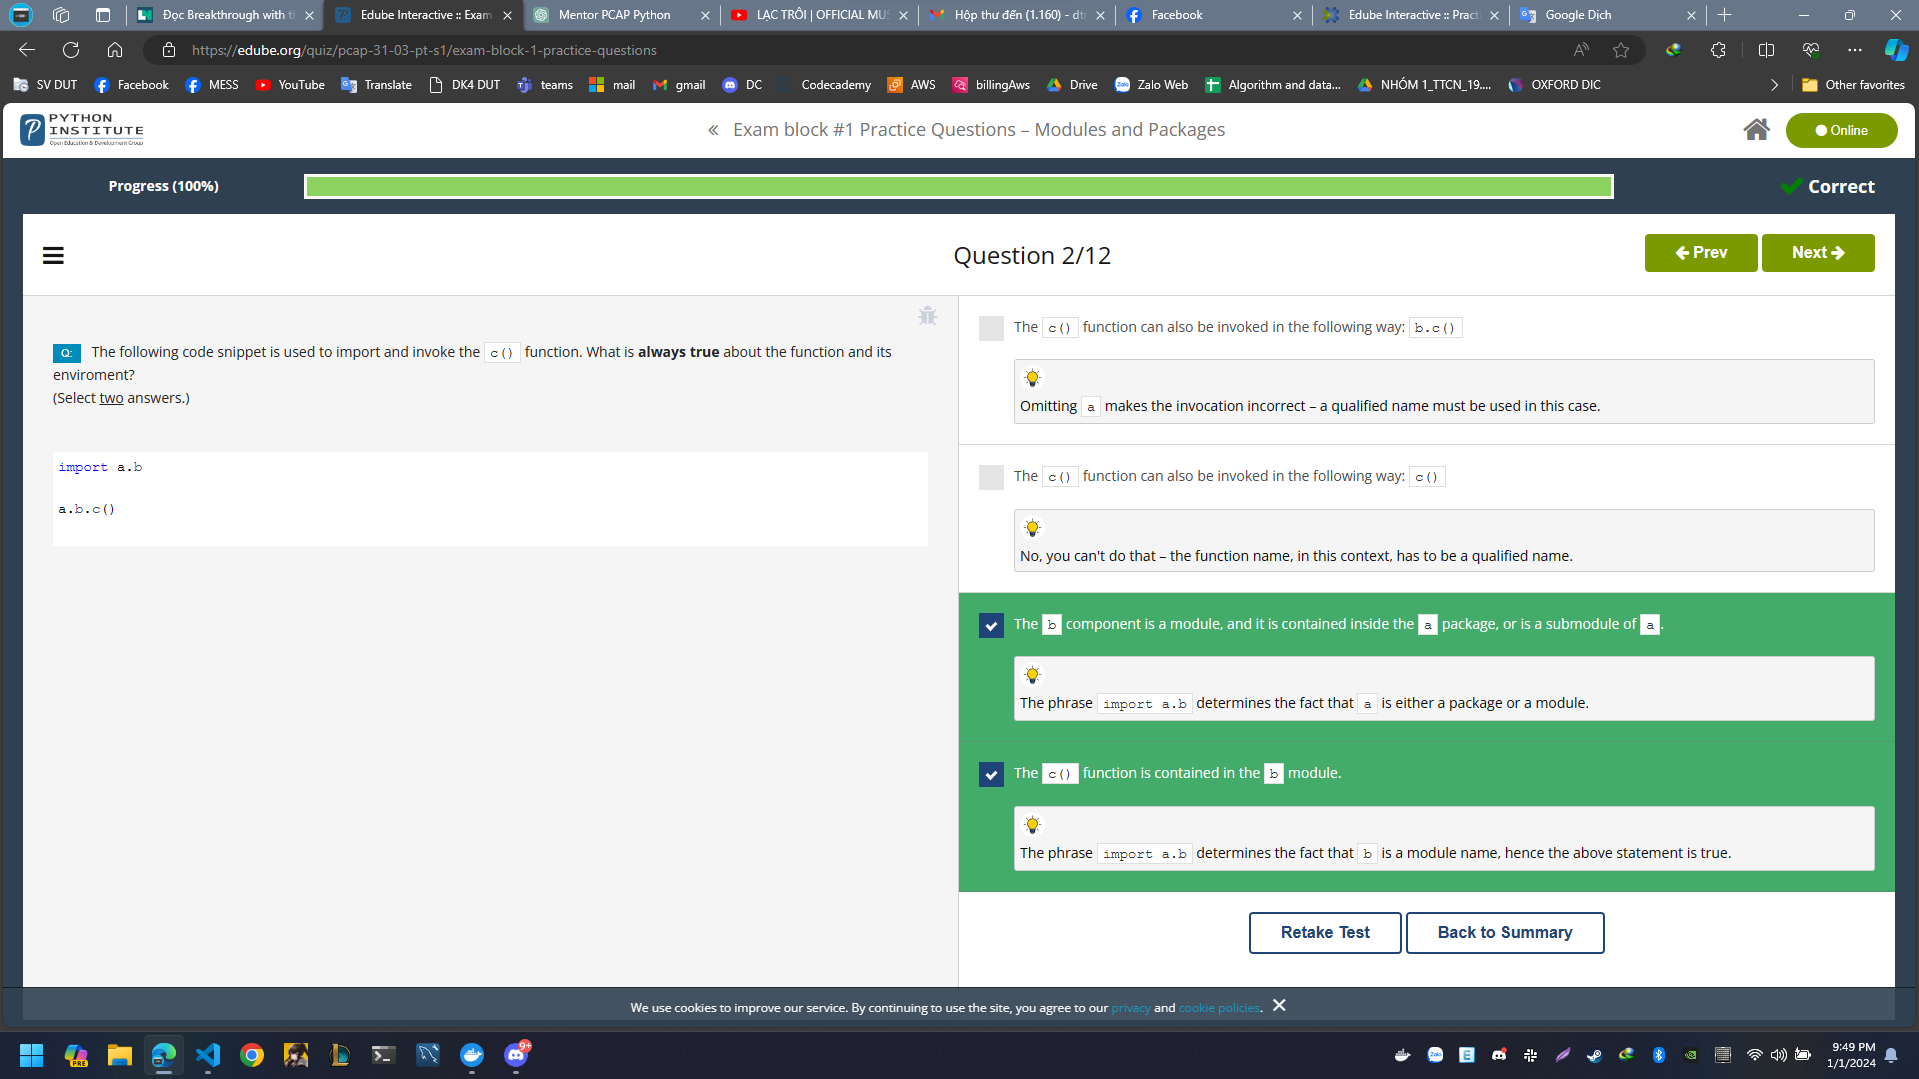 Đọc Breakthrough with t
Edube Interactive :: Exam
Mentor PCAP Python
LẠC TRÔI | OFFICIAL MUS
Hộp thư đến (1.160) - dt
Facebook
Edube Interactive :: Practi
Google Dịch
https://edube.org/quiz/pcap-31-03-pt-s1/exam-block-1-practice-questions
SV DUT
Facebook
MESS
YouTube
Translate
DK4 DUT
teams
mail
gmail
DC
Codecademy
AWS
billingAws
Drive
Zalo Web
Algorithm and data...
NHÓM 1_TTCN_19....
OXFORD DIC
Other favorites
PYTHON
INSTITUTE
Open Education & Development Group
« Exam block #1 Practice Questions – Modules and Packages
Online
Progress (100%)
Correct
Question 2/12
Prev
Next
Q: The following code snippet is used to import and invoke the c() function. What is always true about the function and its
enviroment?
(Select two answers.)
import a.b
a.b.c()
The c() function can also be invoked in the following way: b.c()
Omitting a makes the invocation incorrect – a qualified name must be used in this case.
The c() function can also be invoked in the following way: c()
No, you can't do that – the function name, in this context, has to be a qualified name.
The b component is a module, and it is contained inside the a package, or is a submodule of a.
The phrase import a.b determines the fact that a is either a package or a module.
The c() function is contained in the b module.
The phrase import a.b determines the fact that b is a module name, hence the above statement is true.
Retake Test
Back to Summary
We use cookies to improve our service. By continuing to use the site, you agree to our privacy and cookie policies.
PRE
9+
9:49 PM
1/1/2024